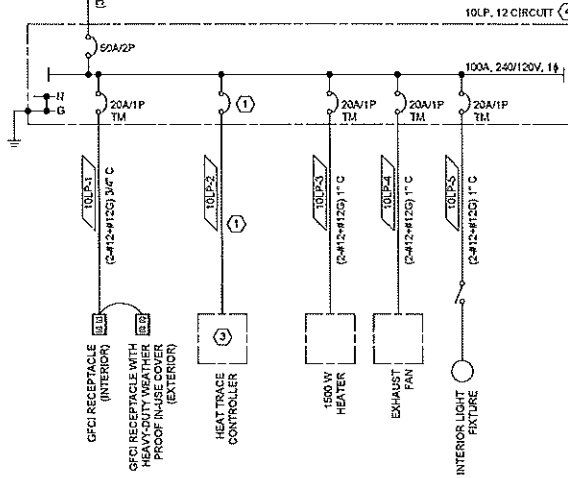 10LP, 12 CIRCUIT
50A/2P
100A, 240/120V, 1ϕ
N
G
20A/1P
TM
1
20A/1P
TM
20A/1P
TM
20A/1P
TM
10LP-1
(2-#12+#12G) 3/4" C
10LP-2
1
10LP-3
(2-#12+#12G) 1" C
10LP-4
(2-#12+#12G) 1" C
10LP-5
(2-#12+#12G) 1" C
3
GFCI RECEPTACLE
(INTERIOR)
GFCI RECEPTACLE WITH
HEAVY-DUTY WEATHER
PROOF IN-USE COVER
(EXTERIOR)
HEAT TRACE
CONTROLLER
1500 W
HEATER
EXHAUST
FAN
INTERIOR LIGHT
FIXTURE